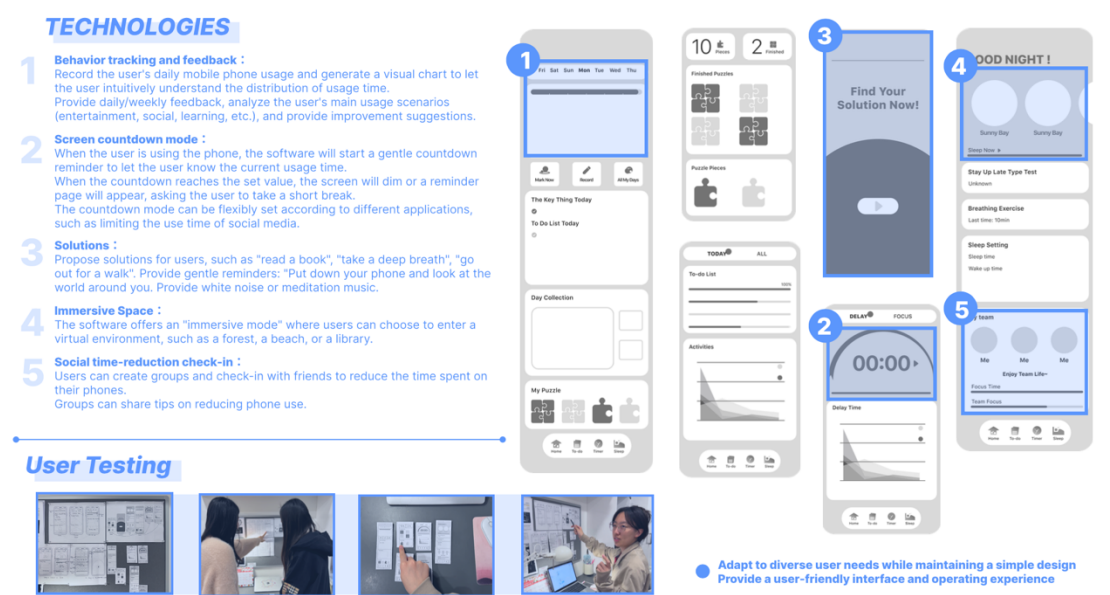 TECHNOLOGIES
1
Behavior tracking and feedback：
Record the user's daily mobile phone usage and generate a visual chart to let
the user intuitively understand the distribution of usage time.
Provide daily/weekly feedback, analyze the user's main usage scenarios
(entertainment, social, learning, etc.), and provide improvement suggestions.
2
Screen countdown mode：
When the user is using the phone, the software will start a gentle countdown
reminder to let the user know the current usage time.
When the countdown reaches the set value, the screen will dim or a reminder
page will appear, asking the user to take a short break.
The countdown mode can be flexibly set according to different applications,
such as limiting the use time of social media.
3
Solutions：
Propose solutions for users, such as "read a book", "take a deep breath", "go
out for a walk". Provide gentle reminders: "Put down your phone and look at the
world around you. Provide white noise or meditation music.
4
Immersive Space：
The software offers an "immersive mode" where users can choose to enter a
virtual environment, such as a forest, a beach, or a library.
5
Social time-reduction check-in：
Users can create groups and check-in with friends to reduce the time spent on
their phones.
Groups can share tips on reducing phone use.
User Testing
1
Fri Sat Sun Mon Tue Wed Thu
Mark Now Record All My Days
The Key Thing Today
To Do List Today
Day Collection
My Puzzle
Home To do Timer Sleep
10 Pieces 2 Finished
Finished Puzzles
Puzzle Pieces
TODAY ALL
To-do List
100%
Activities
Home To do Timer Sleep
3
Find Your
Solution Now!
2
DELAY FOCUS
00:00
Delay Time
Home To do Timer Sleep
4
OOD NIGHT !
Sunny Bay Sunny Bay
Sleep Now
Stay Up Late Type Test
Unknown
Breathing Exercise
Last time: 10min
Sleep Setting
Sleep time
Wake up time
5
y team
Me Me Me
Enjoy Team Life~
Focus Time
Team Focus
Home To do Timer Sleep
Adapt to diverse user needs while maintaining a simple design
Provide a user-friendly interface and operating experience